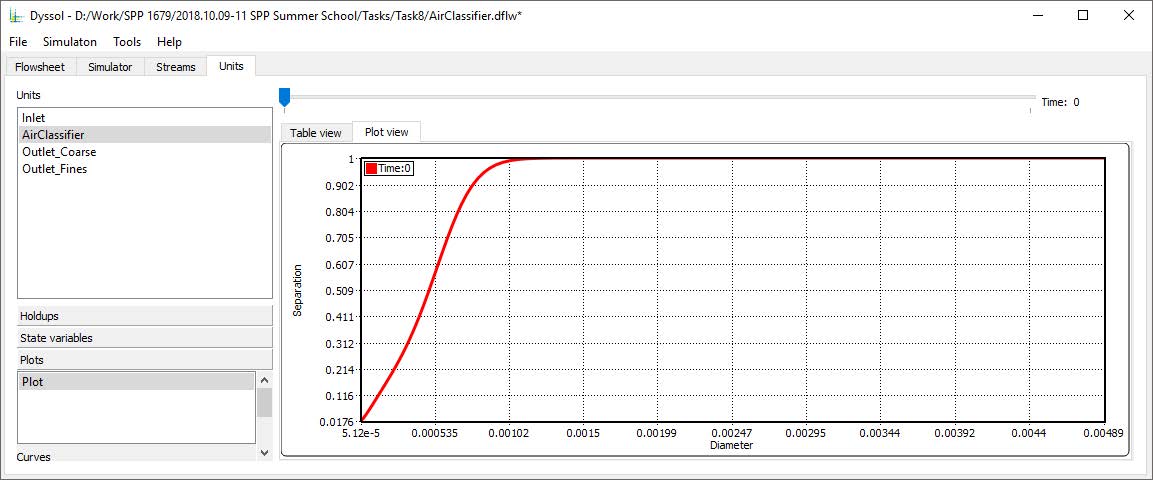 Dyssol - D:/Work/SPP 1679/2018.10.09-11 SPP Summer School/Tasks/Task8/AirClassifier.dflw*
File Simulaton Tools Help
Flowsheet Simulator Streams Units
Units
Inlet
AirClassifier
Outlet_Coarse
Outlet_Fines
Holdups
State variables
Plots
Plot
Curves
Time: 0
Table view Plot view
Time:0
1
0.902
0.804
0.705
0.607
0.509
0.411
0.312
0.214
0.116
0.0176
Separation
5.12e-5 0.000535 0.00102 0.0015 0.00199 0.00247 0.00295 0.00344 0.00392 0.0044 0.00489
Diameter